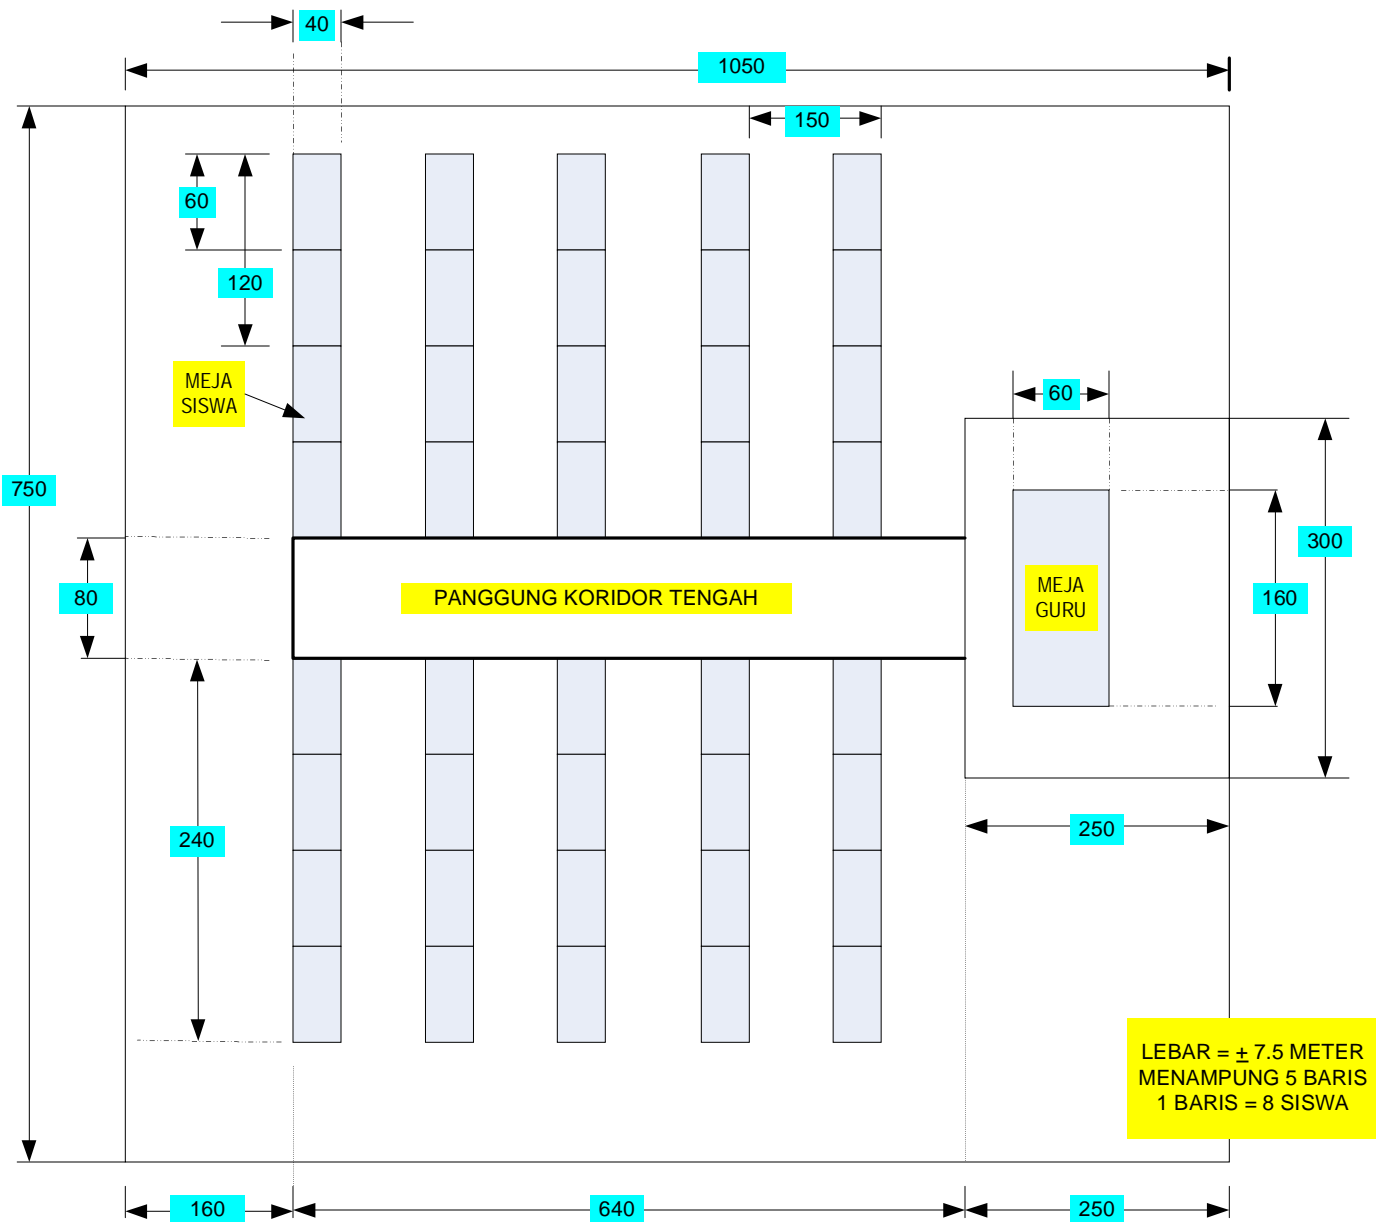 40
1050
150
60
120
MEJA
SISWA
60
750
300
80
PANGGUNG KORIDOR TENGAH
MEJA
GURU
160
240
250
LEBAR = ± 7.5 METER
MENAMPUNG 5 BARIS
1 BARIS = 8 SISWA
160
640
250